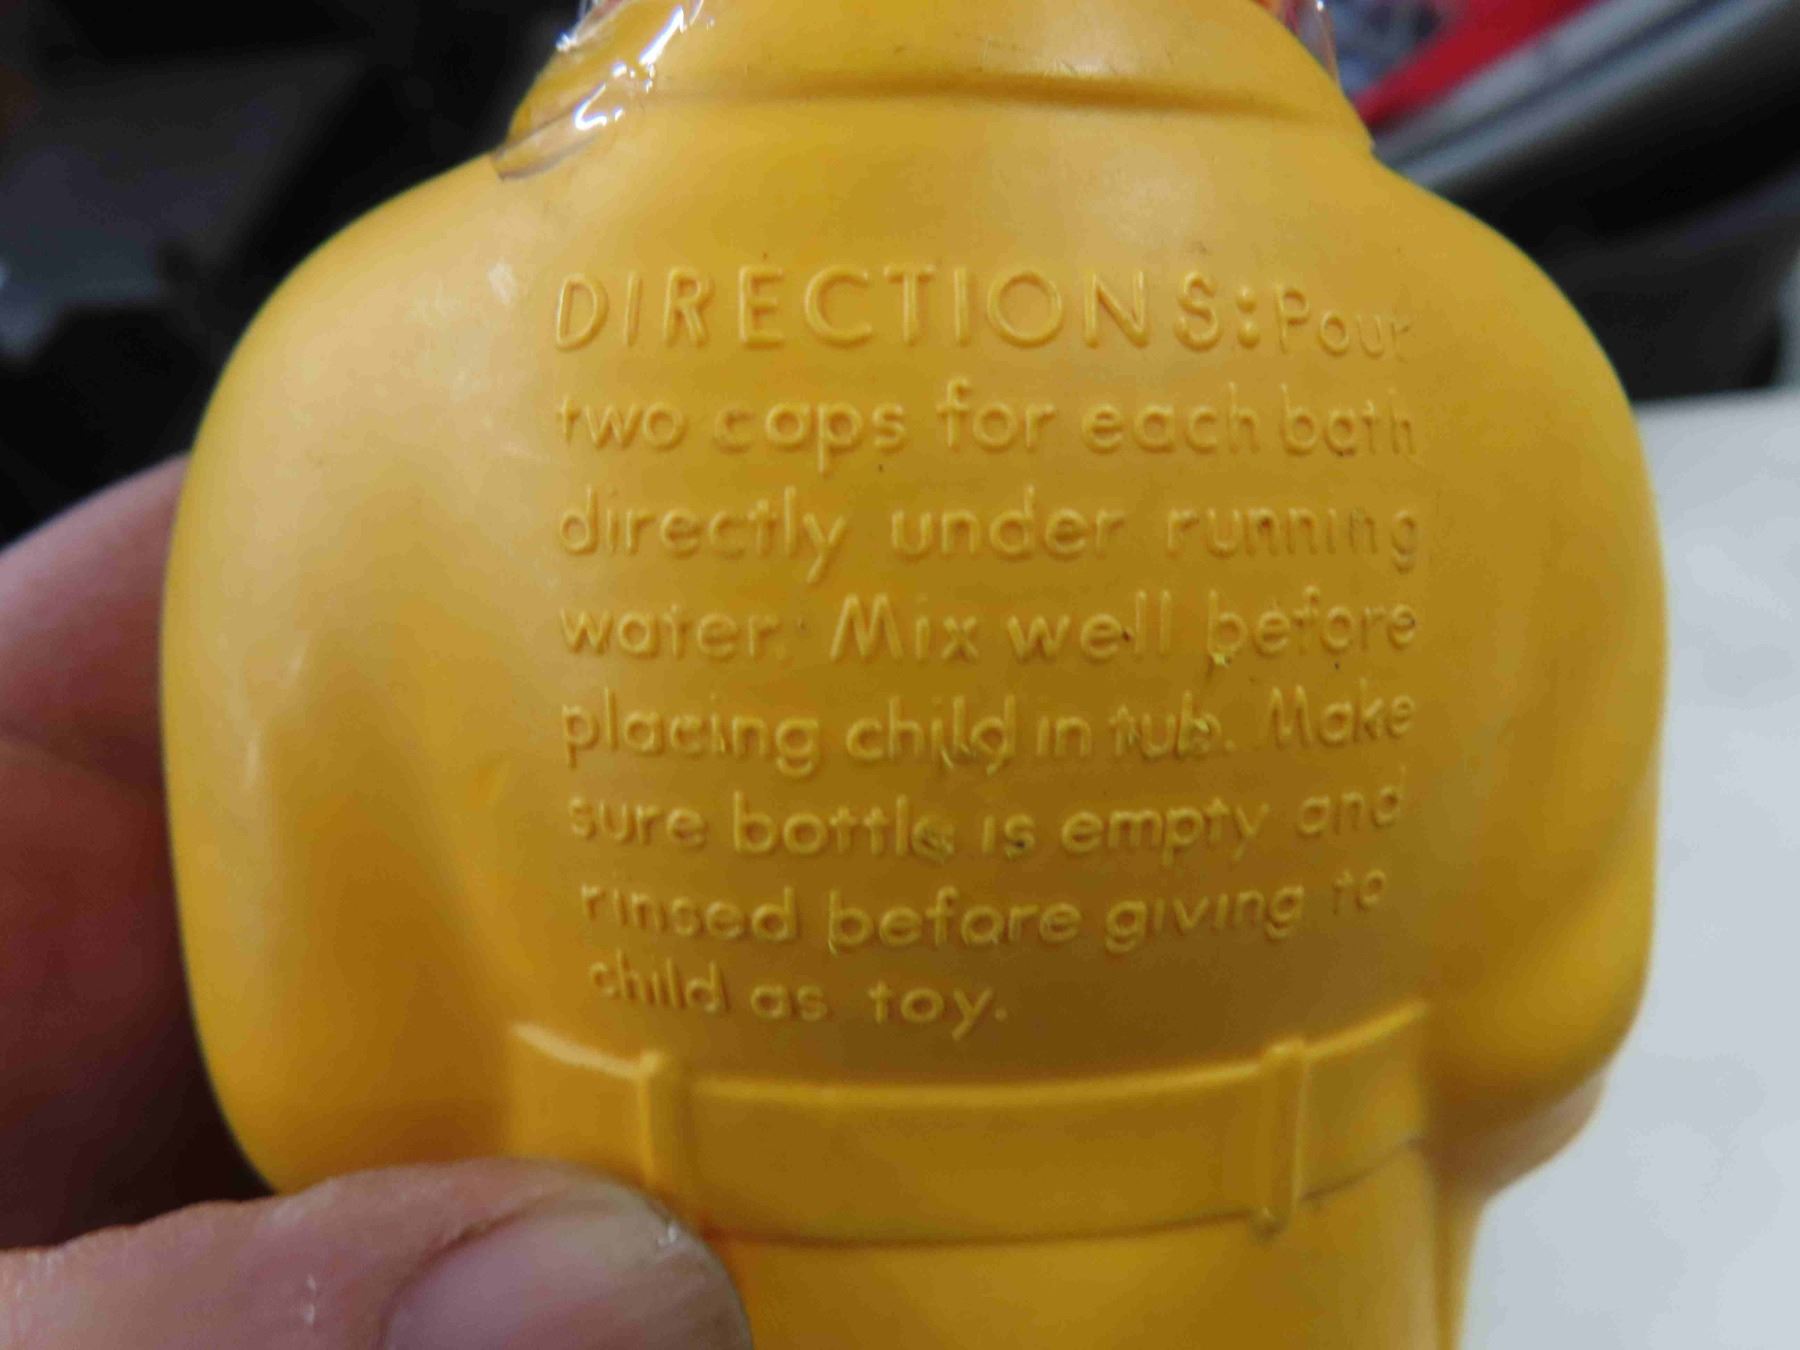 DIRECTIONS: Pour
two caps for each bath
directly under running
water. Mix well before
placing child in tub. Make
sure bottle is empty and
rinsed before giving to
child as toy.